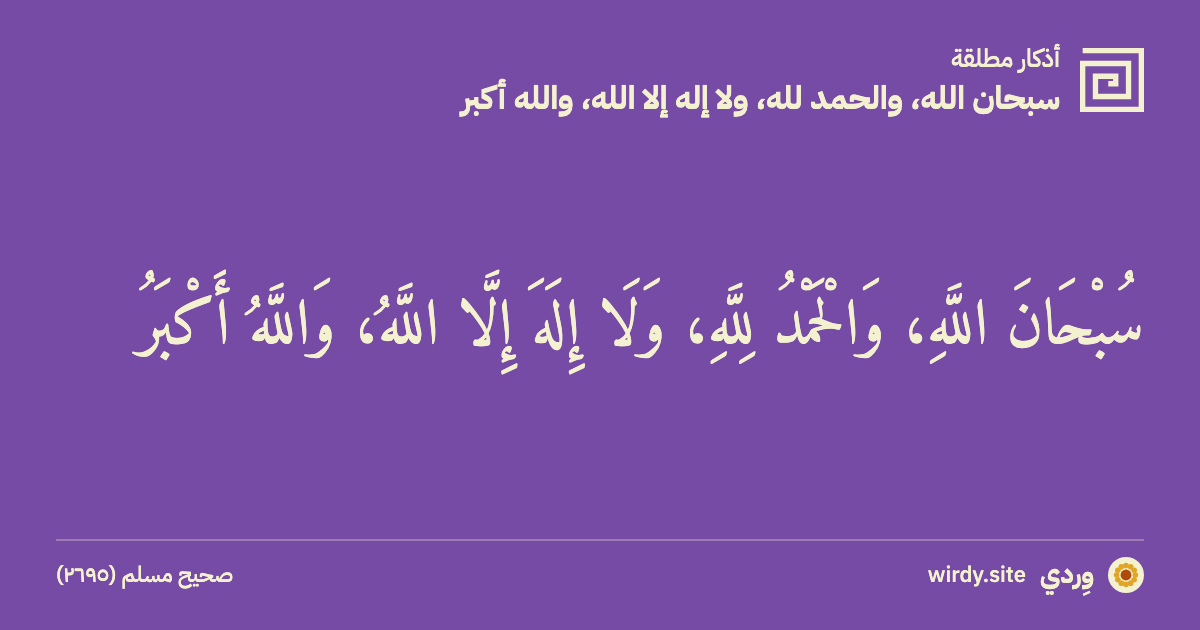 أذكار مطلقة
سبحان الله، والحمد لله، ولا إله إلا الله، والله أكبر
سُبْحَانَ اللَّهِ، وَالْحَمْدُ لِلَّهِ، وَلَا إِلَهَ إِلَّا اللَّهُ، وَاللَّهُ أَكْبَرُ
وِردي wirdy.site
صحيح مسلم (٢٦٩٥)